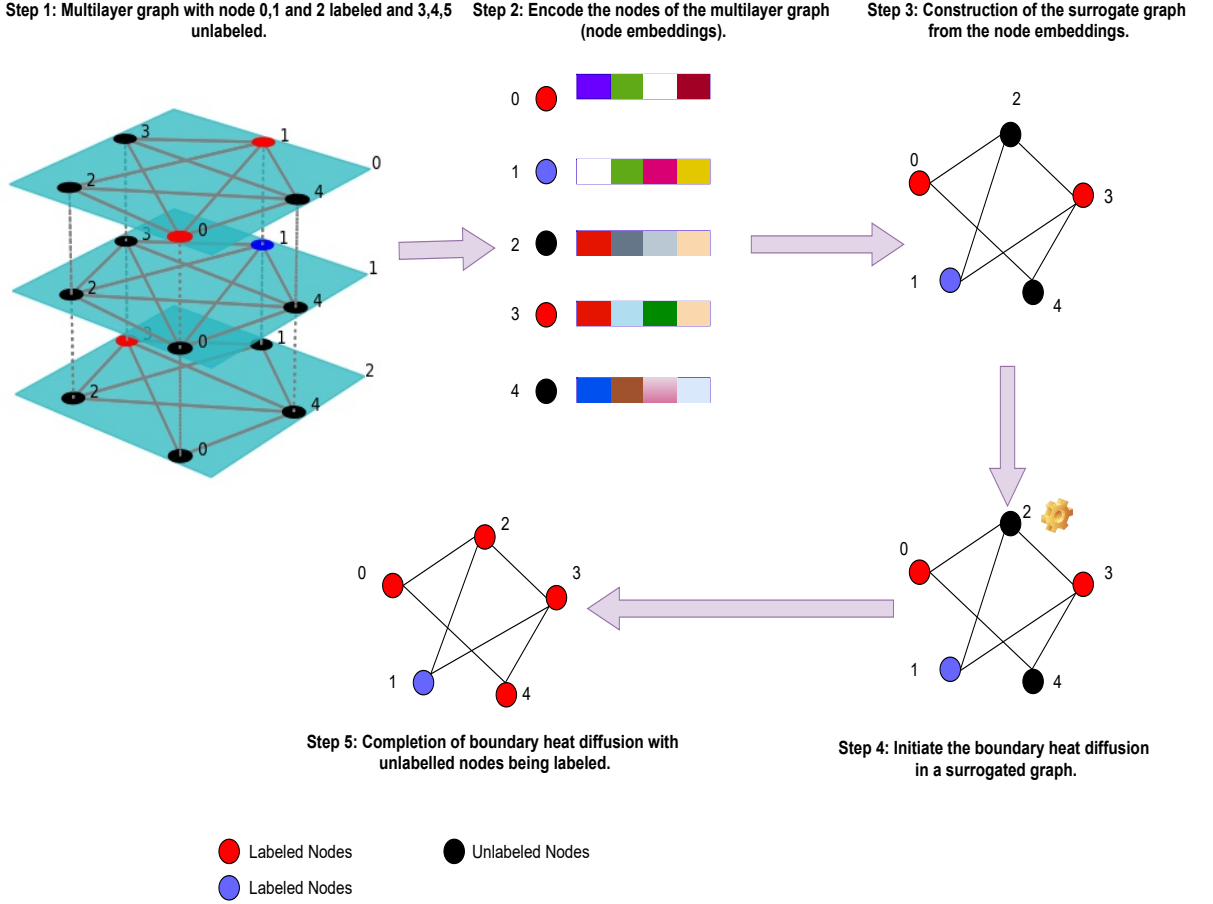 Step 1: Multilayer graph with node 0,1 and 2 labeled and 3,4,5
unlabeled.
Step 2: Encode the nodes of the multilayer graph
(node embeddings).
Step 3: Construction of the surrogate graph
from the node embeddings.
3
1
0
2
4
0
3
1
1
2
4
0
1
3
2
2
4
0
0
1
2
3
4
2
0
3
1
4
2
0
3
1
4
2
0
3
1
4
Step 5: Completion of boundary heat diffusion with
unlabelled nodes being labeled.
Step 4: Initiate the boundary heat diffusion
in a surrogated graph.
Labeled Nodes
Unlabeled Nodes
Labeled Nodes